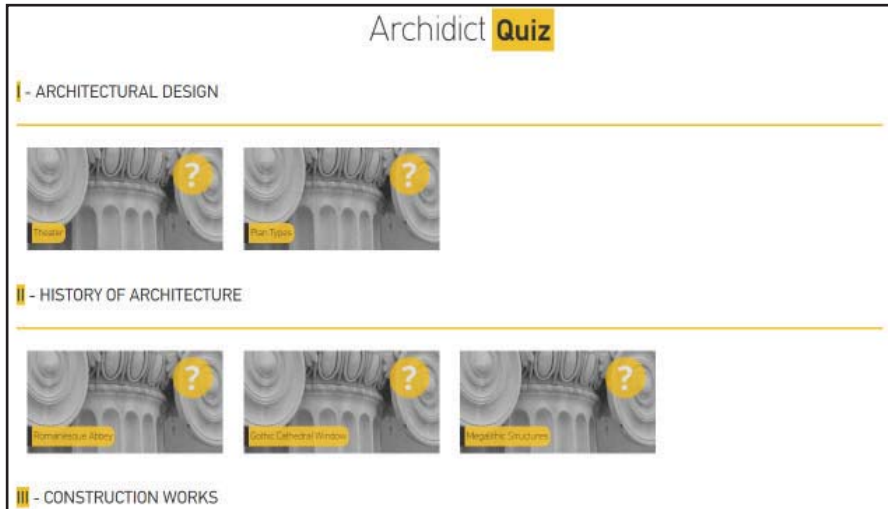 Archidict Quiz
I - ARCHITECTURAL DESIGN
?
?
Theater
Plan Types
II - HISTORY OF ARCHITECTURE
?
?
?
Romanesque Abbey
Gothic Cathedral Window
Megalithic Structures
III - CONSTRUCTION WORKS